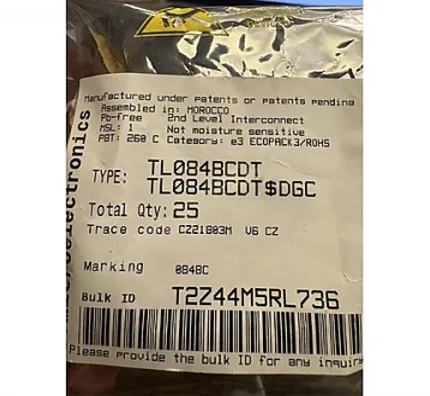 Manufactured under patents or patents pending
Assembled in: MOROCCO
Pb-free 2nd Level Interconnect
MSL: 1 Not moisture sensitive
PBT: 260 C Category: e3 ECOPACK3/ROHS
TYPE: TL084BCDT
TL084BCDT$DGC
Total Qty: 25
Trace code CZ21803M V6 CZ
Marking 084BC
Bulk ID T2Z44M5RL736
Please provide the bulk ID for any inquiry